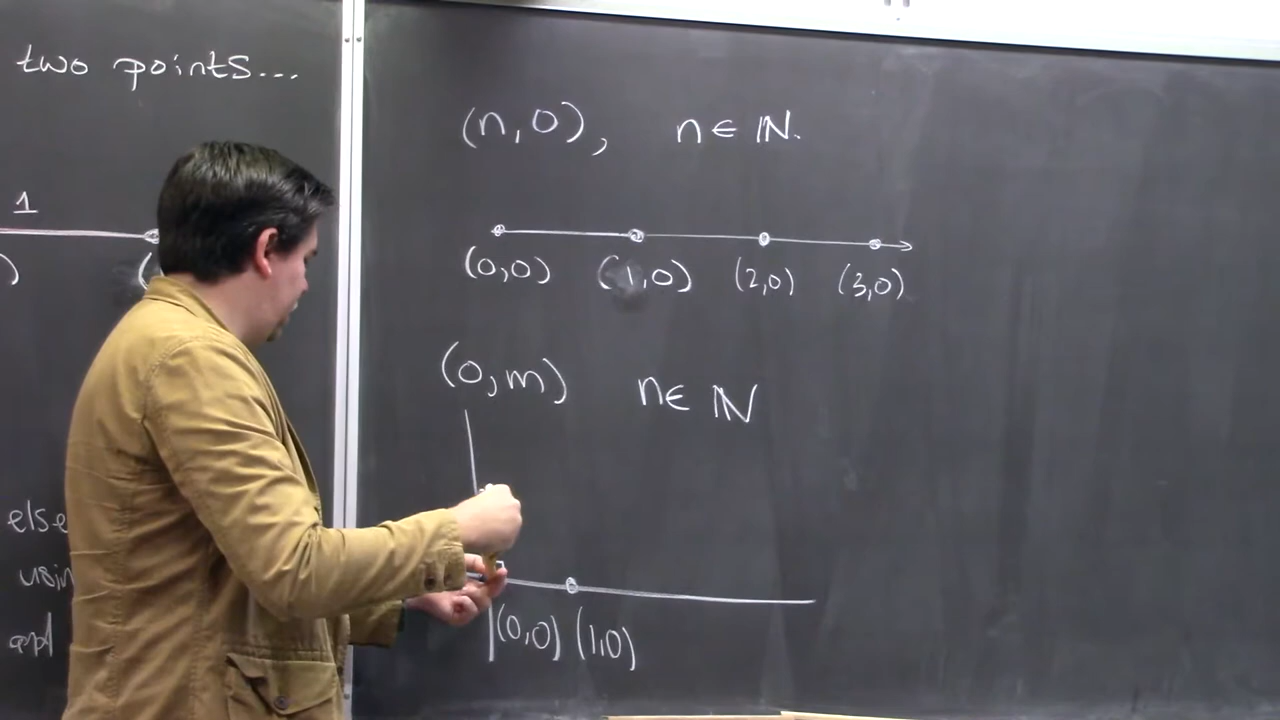 two points...
1
else
usin
and
(n,0), n∈ℕ.
(0,0) (1,0) (2,0) (3,0)
(0,m) n∈ℕ
(0,0) (1,0)